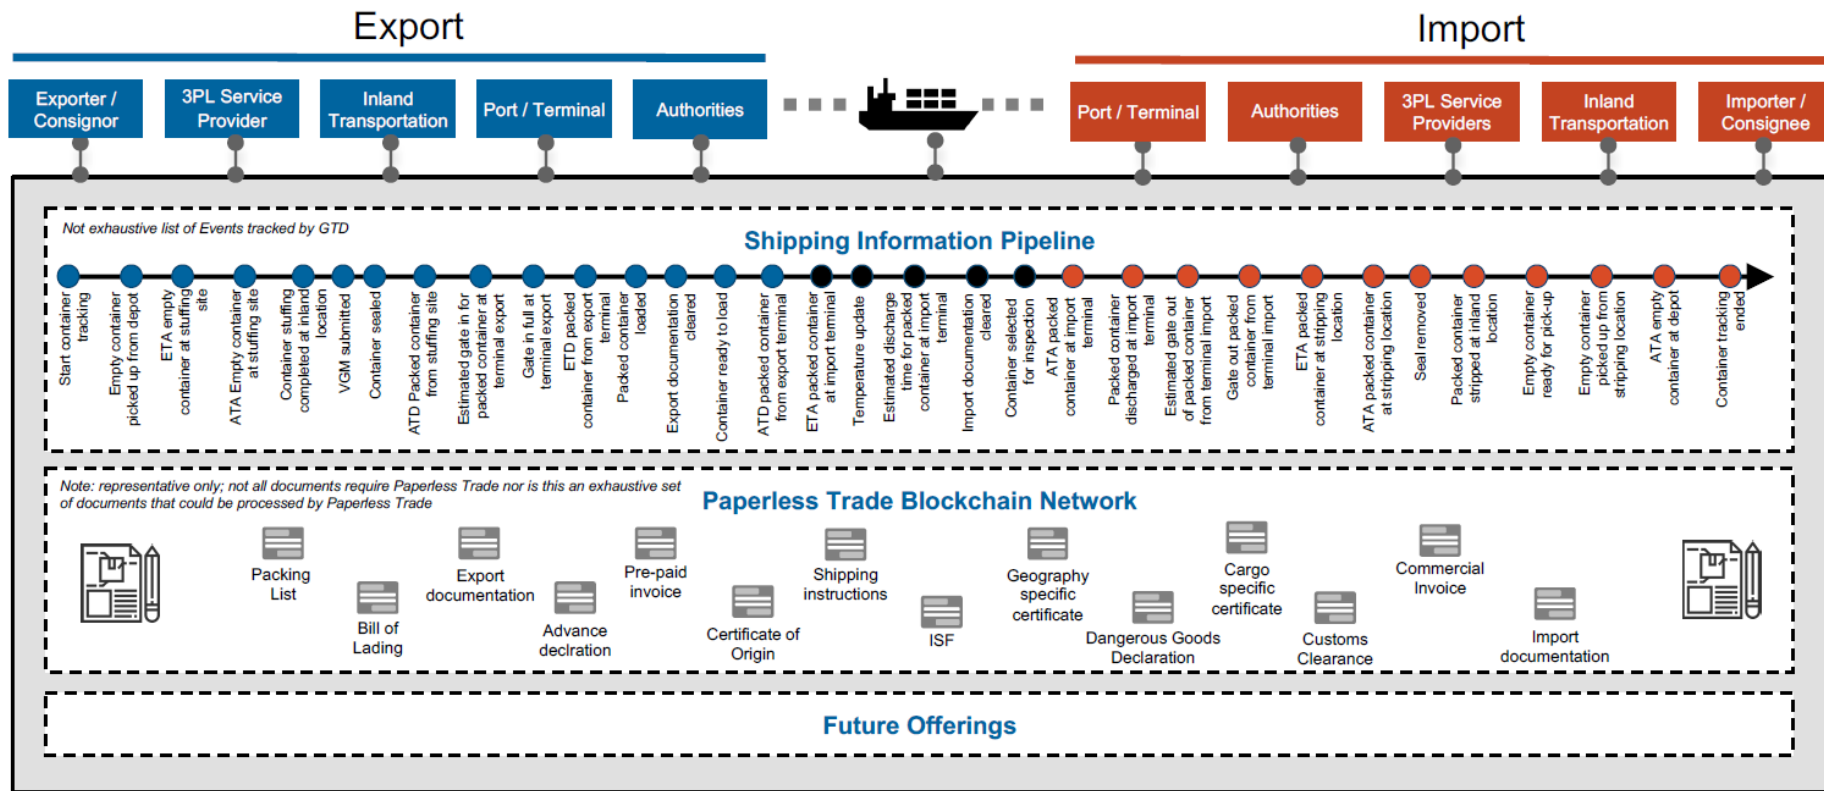 Export
Import
Exporter /
Consignor
3PL Service
Provider
Inland
Transportation
Port / Terminal
Authorities
Port / Terminal
Authorities
3PL Service
Providers
Inland
Transportation
Importer /
Consignee
Not exhaustive list of Events tracked by GTD
Shipping Information Pipeline
Start container
tracking
Empty container
picked up from depot
ETA empty
container at stuffing
site
ATA Empty container
at stuffing site
Container stuffing
completed at inland
location
VGM submitted
Container sealed
ATD Packed container
from stuffing site
Estimated gate in for
packed container at
terminal export
Gate in full at
terminal export
ETD packed
container from export
terminal
Packed container
loaded
Export documentation
cleared
Container ready to load
ATD packed container
from export terminal
ETA packed container
at import terminal
Temperature update
Estimated discharge
time for packed
container at import
terminal
Import documentation
cleared
Container selected
for inspection
ATA packed
container at import
terminal
Packed container
discharged at import
terminal
Estimated gate out
of packed container
from terminal import
Gate out packed
container from
terminal import
ETA packed
container at stripping
location
ATA packed container
at stripping location
Seal removed
Packed container
stripped at inland
location
Empty container
ready for pick-up
Empty container
picked up from
stripping location
ATA empty
container at depot
Container tracking
ended
Note: representative only; not all documents require Paperless Trade nor is this an exhaustive set
of documents that could be processed by Paperless Trade
Paperless Trade Blockchain Network
Packing
List
Bill of
Lading
Export
documentation
Advance
declration
Pre-paid
invoice
Certificate of
Origin
Shipping
instructions
ISF
Geography
specific
certificate
Dangerous Goods
Declaration
Cargo
specific
certificate
Customs
Clearance
Commercial
Invoice
Import
documentation
Future Offerings